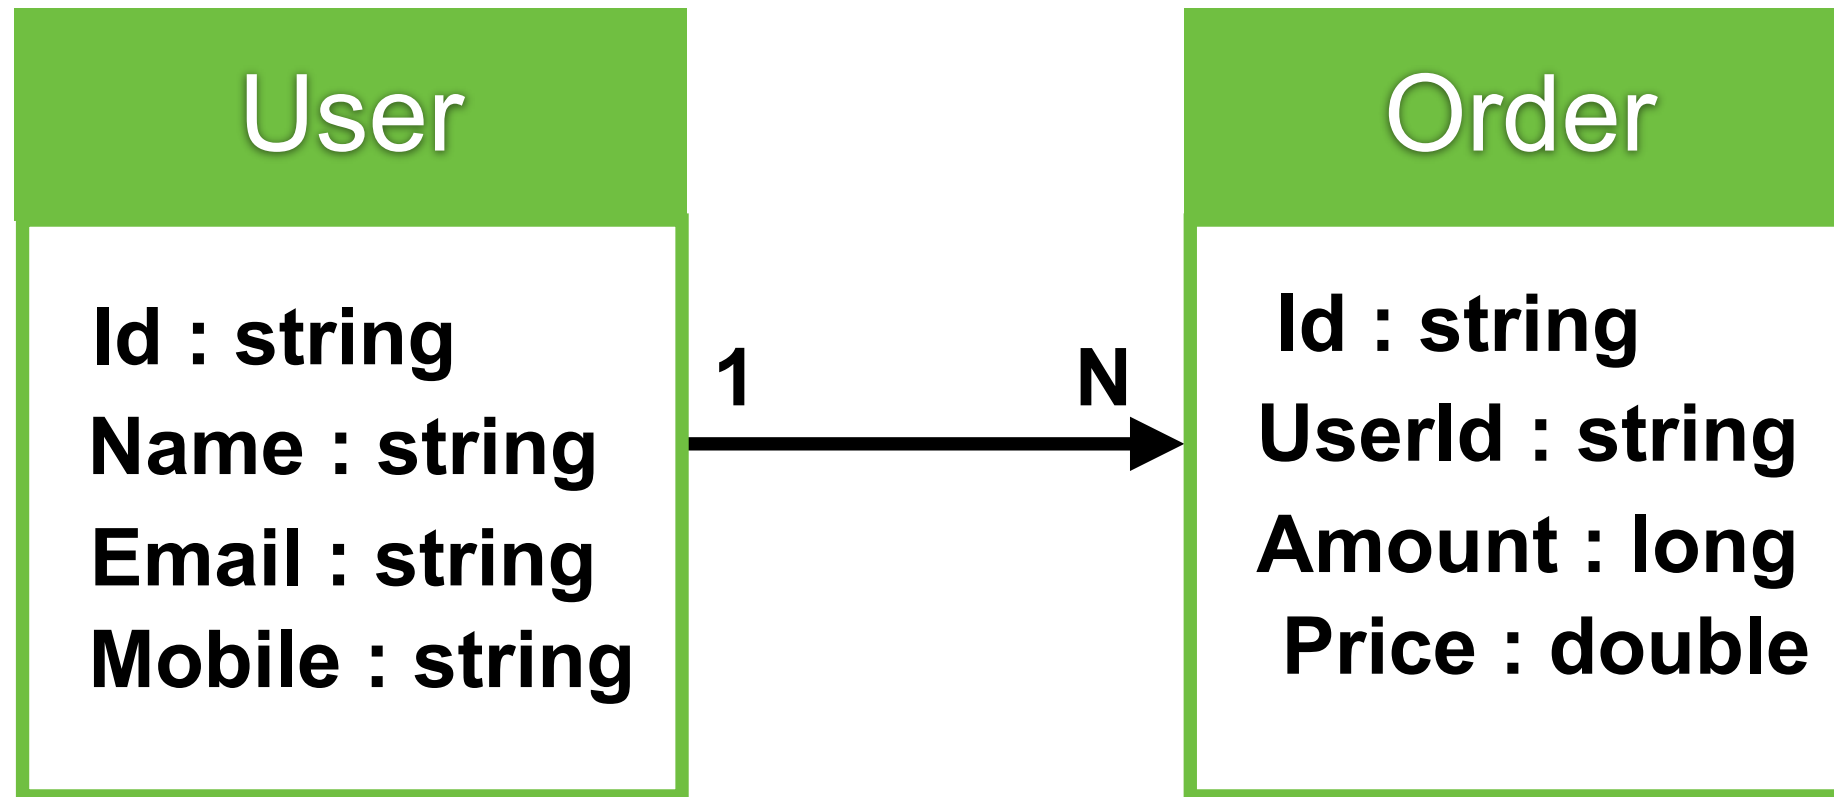 User
Id : string
Name : string
Email : string
Mobile : string
1
N
Order
Id : string
UserId : string
Amount : long
Price : double